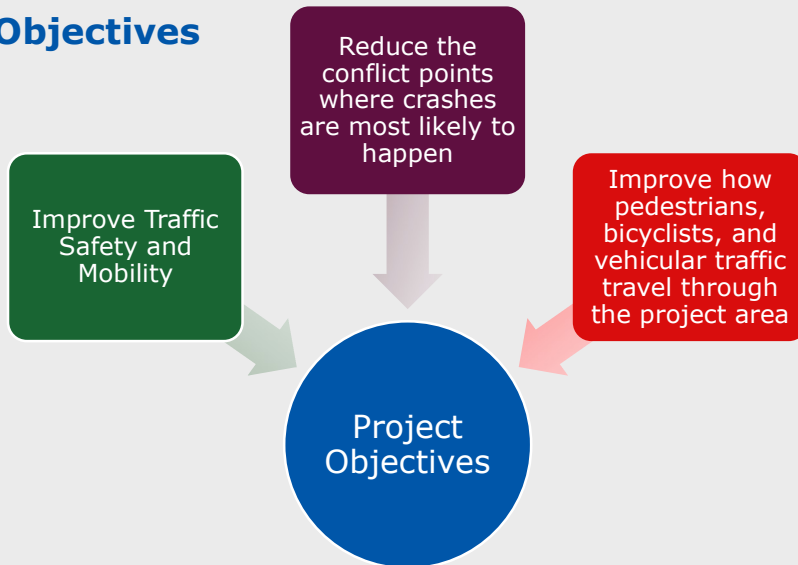 Objectives
Reduce the
conflict points
where crashes
are most likely to
happen
Improve Traffic
Safety and
Mobility
Improve how
pedestrians,
bicyclists, and
vehicular traffic
travel through
the project area
Project
Objectives